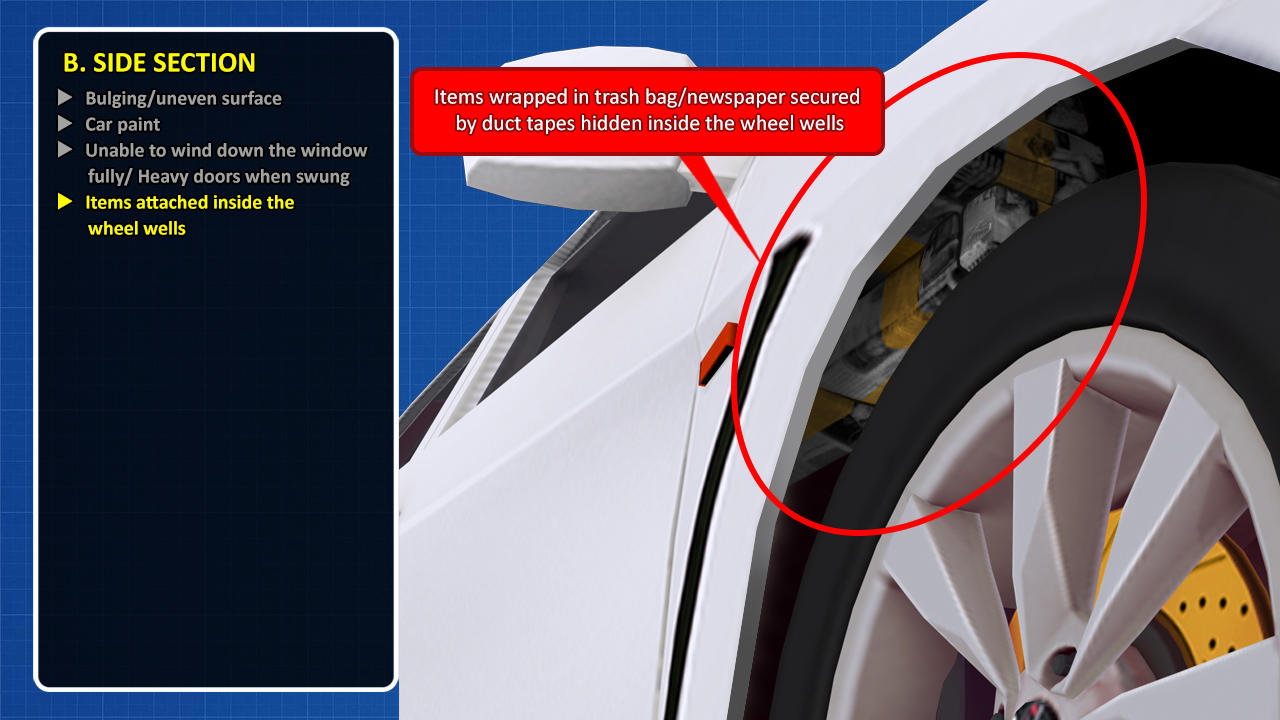 B. SIDE SECTION
Bulging/uneven surface
Car paint
Unable to wind down the window
fully/ Heavy doors when swung
Items attached inside the
wheel wells
Items wrapped in trash bag/newspaper secured
by duct tapes hidden inside the wheel wells